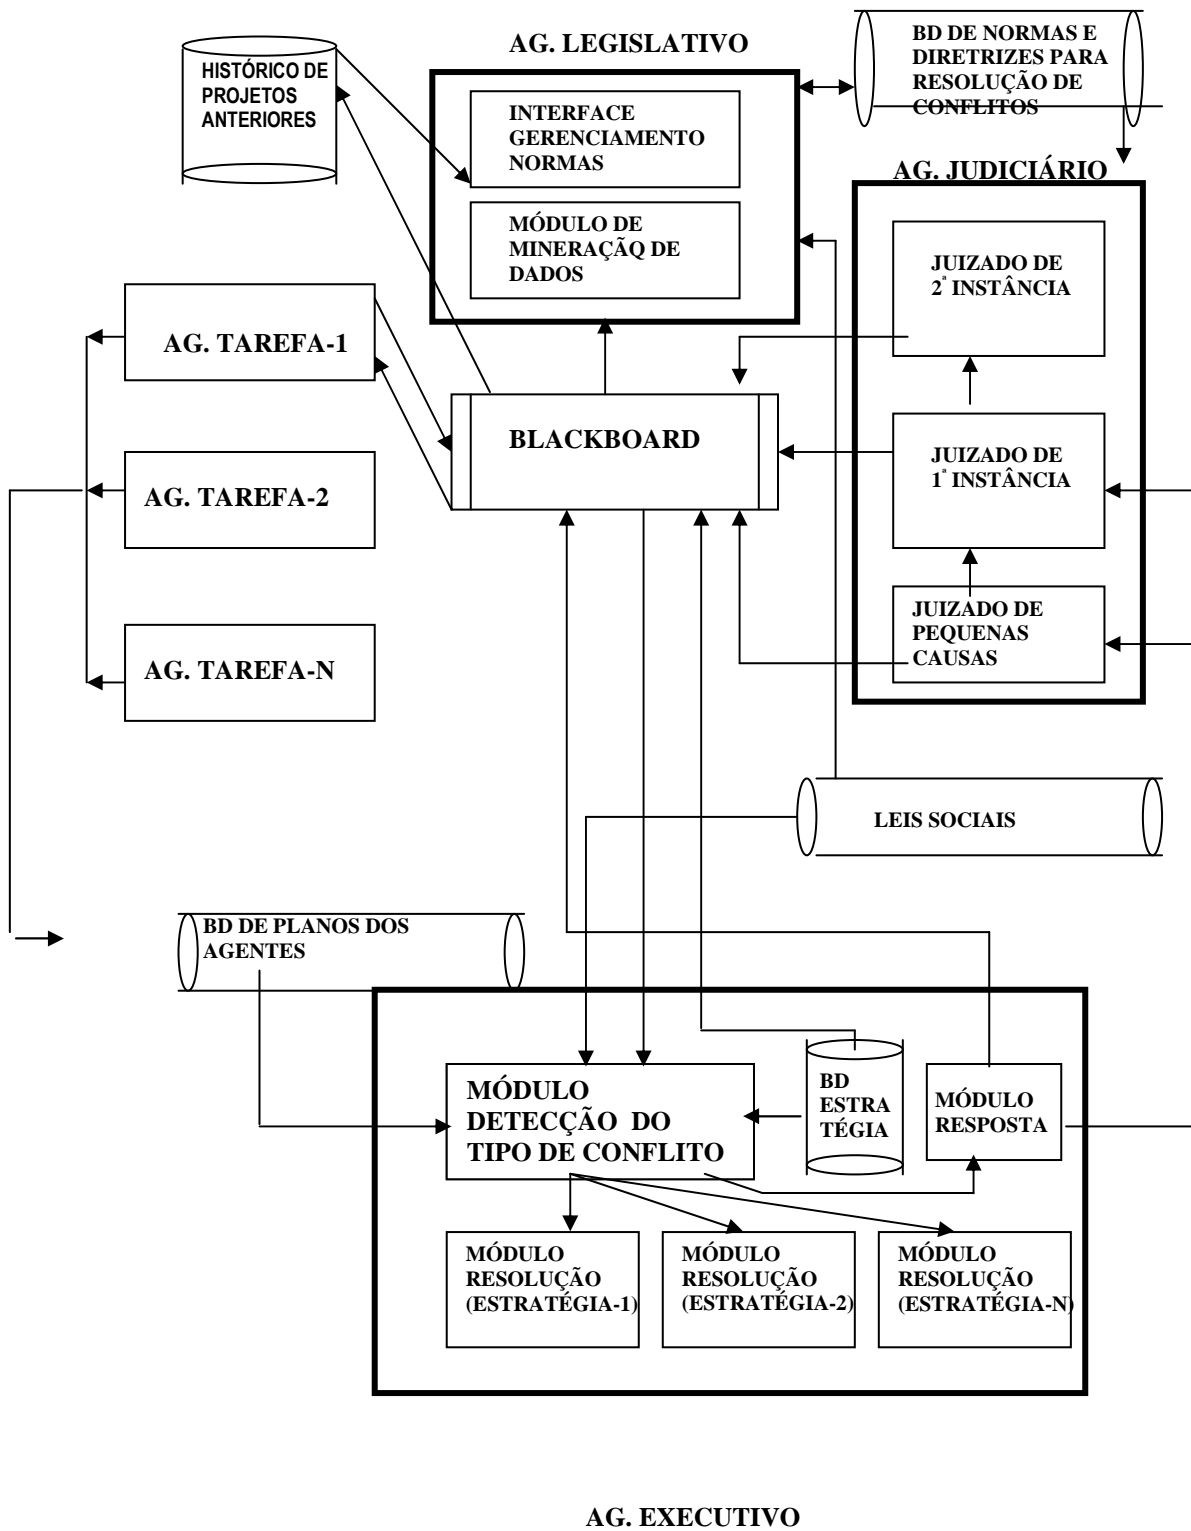 AG. LEGISLATIVO
HISTÓRICO DE
PROJETOS
ANTERIORES
INTERFACE
GERENCIAMENTO
NORMAS
MÓDULO DE
MINERAÇÃQ DE
DADOS
BD DE NORMAS E
DIRETRIZES PARA
RESOLUÇÃO DE
CONFLITOS
AG. JUDICIÁRIO
JUIZADO DE
2ª INSTÂNCIA
JUIZADO DE
1ª INSTÂNCIA
JUIZADO DE
PEQUENAS
CAUSAS
AG. TAREFA-1
AG. TAREFA-2
AG. TAREFA-N
BLACKBOARD
LEIS SOCIAIS
BD DE PLANOS DOS
AGENTES
MÓDULO
DETECÇÃO  DO
TIPO DE CONFLITO
BD
ESTRA
TÉGIA
MÓDULO
RESPOSTA
MÓDULO
RESOLUÇÃO
(ESTRATÉGIA-1)
MÓDULO
RESOLUÇÃO
(ESTRATÉGIA-2)
MÓDULO
RESOLUÇÃO
(ESTRATÉGIA-N)
AG. EXECUTIVO